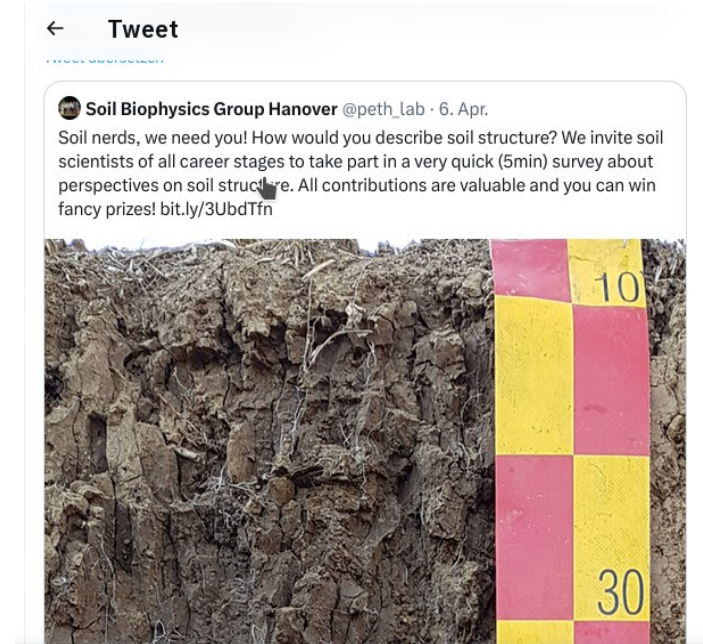 Tweet
Tweet übersetzen
Soil Biophysics Group Hanover @peth_lab · 6. Apr.
Soil nerds, we need you! How would you describe soil structure? We invite soil
scientists of all career stages to take part in a very quick (5min) survey about
perspectives on soil structure. All contributions are valuable and you can win
fancy prizes! bit.ly/3UbdTfn
10
30